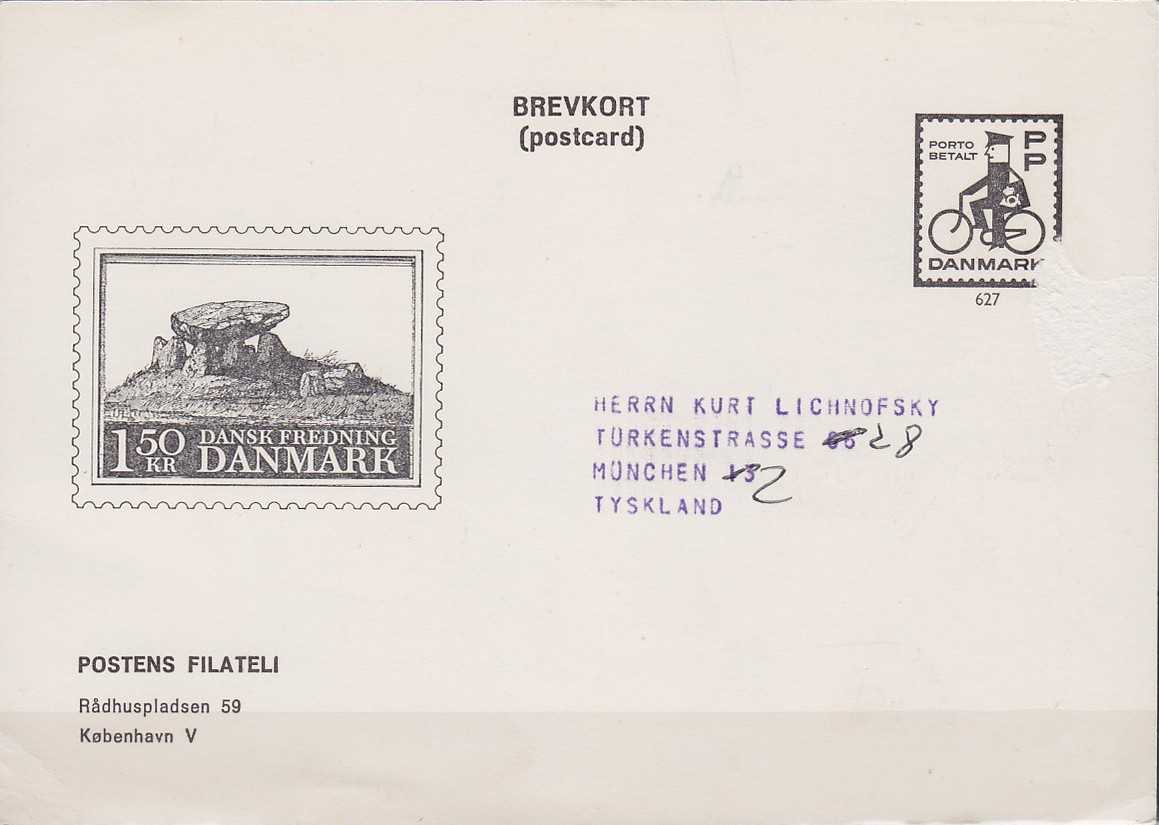 BREVKORT
(postcard)
PORTO
BETALT
P
P
DANMARK
627
1 50
KR
DANSK FREDNING
DANMARK
HERRN KURT LICHNOFSKY
TÜRKENSTRASSE 28
MÜNCHEN 13 2
TYSKLAND
POSTENS FILATELI
Rådhuspladsen 59
København V